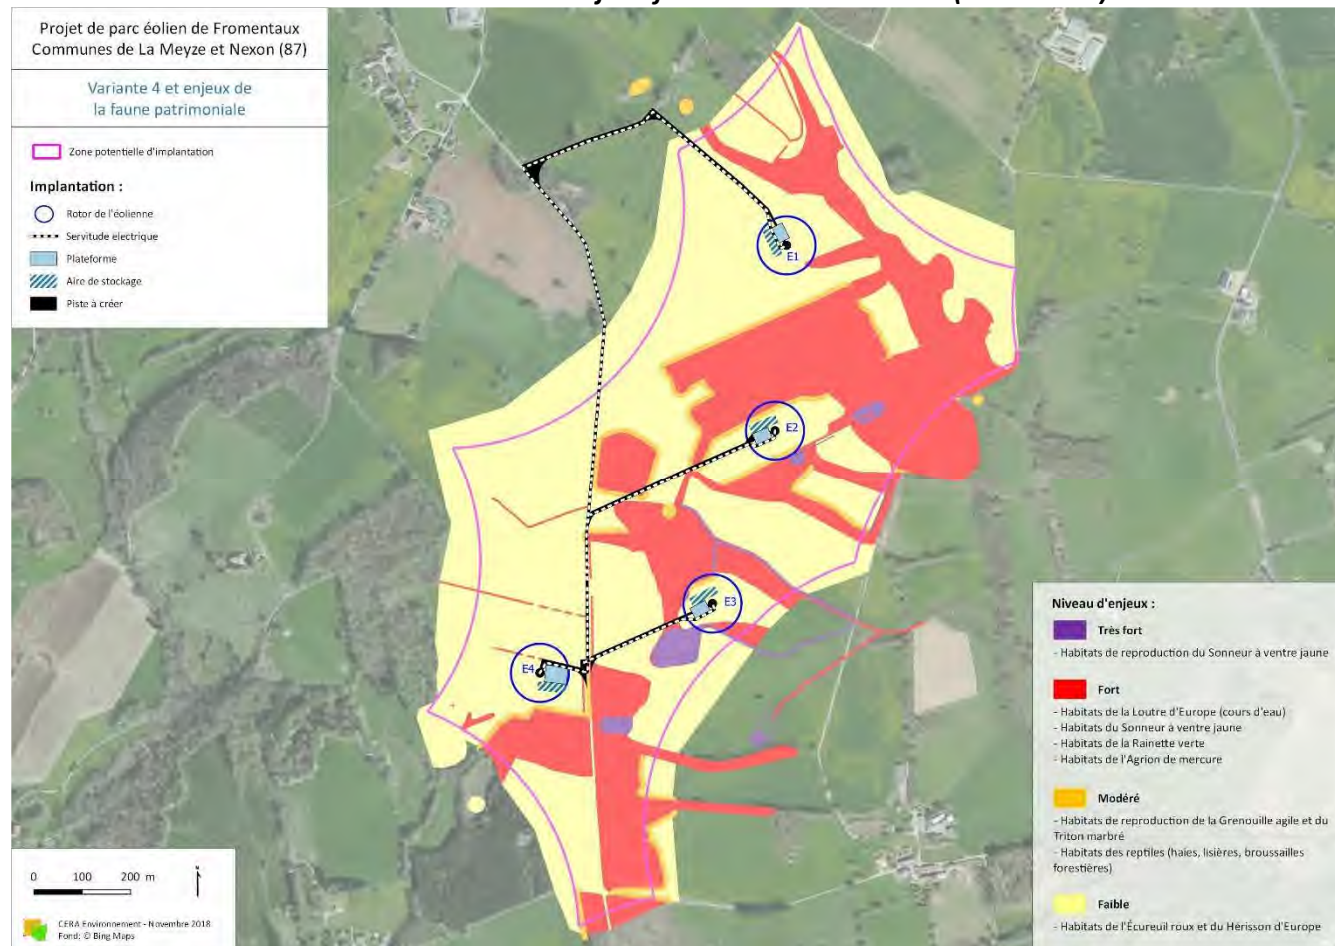 Projet de parc éolien de Fromentaux
Communes de La Meyze et Nexon (87)
Variante 4 et enjeux de
la faune patrimoniale
Zone potentielle d'implantation
Implantation :
Rotor de l'éolienne
Servitude electrique
Plateforme
Aire de stockage
Piste à créer
E1
E2
E3
E4
Niveau d'enjeux :
Très fort
- Habitats de reproduction du Sonneur à ventre jaune
Fort
- Habitats de la Loutre d'Europe (cours d'eau)
- Habitats du Sonneur à ventre jaune
- Habitats de la Rainette verte
- Habitats de l'Agrion de mercure
Modéré
- Habitats de reproduction de la Grenouille agile et du
Triton marbré
- Habitats des reptiles (haies, lisières, broussailles
forestières)
Faible
- Habitats de l'Écureuil roux et du Hérisson d'Europe
0 100 200 m
N
CERA Environnement - Novembre 2018
Fond: © Bing Maps